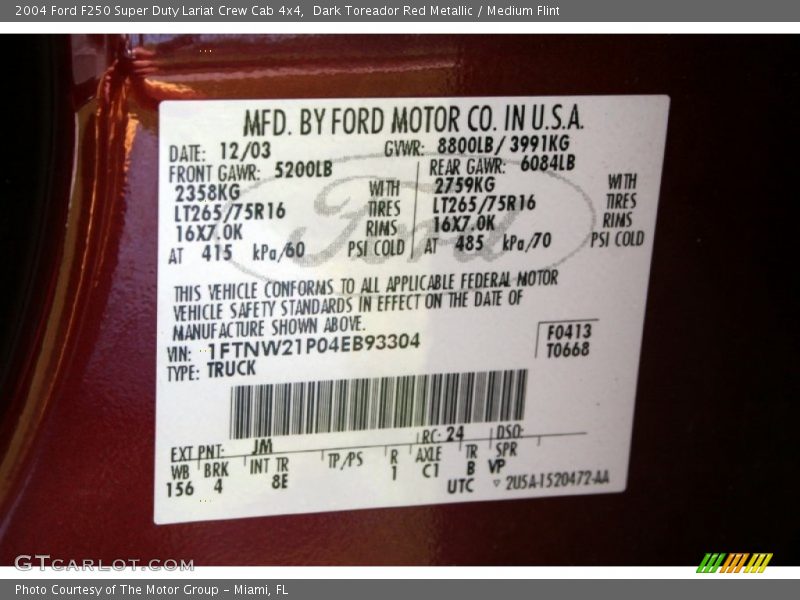 2004 Ford F250 Super Duty Lariat Crew Cab 4x4,  Dark Toreador Red Metallic / Medium Flint
MFD. BY FORD MOTOR CO. IN U.S.A.
DATE: 12/03 GVWR: 8800LB/ 3991KG
FRONT GAWR: 5200LB REAR GAWR: 6084LB
2358KG WITH 2759KG WITH
LT265/75R16 TIRES LT265/75R16 TIRES
16X7.0K RIMS 16X7.0K RIMS
AT 415 kPa/60 PSI COLD AT 485 kPa/70 PSI COLD
Ford
THIS VEHICLE CONFORMS TO ALL APPLICABLE FEDERAL MOTOR
VEHICLE SAFETY STANDARDS IN EFFECT ON THE DATE OF
MANUFACTURE SHOWN ABOVE.
VIN: 1FTNW21P04EB93304 F0413
TYPE: TRUCK T0668
EXT PNT: JM RC: 24 DSO:
WB BRK INT TR TP/PS R AXLE TR SPR
156 4 8E 1 C1 B VP
UTC ▽ 2U5A-1520472-AA
GTCARLOT.COM
Photo Courtesy of The Motor Group - Miami, FL